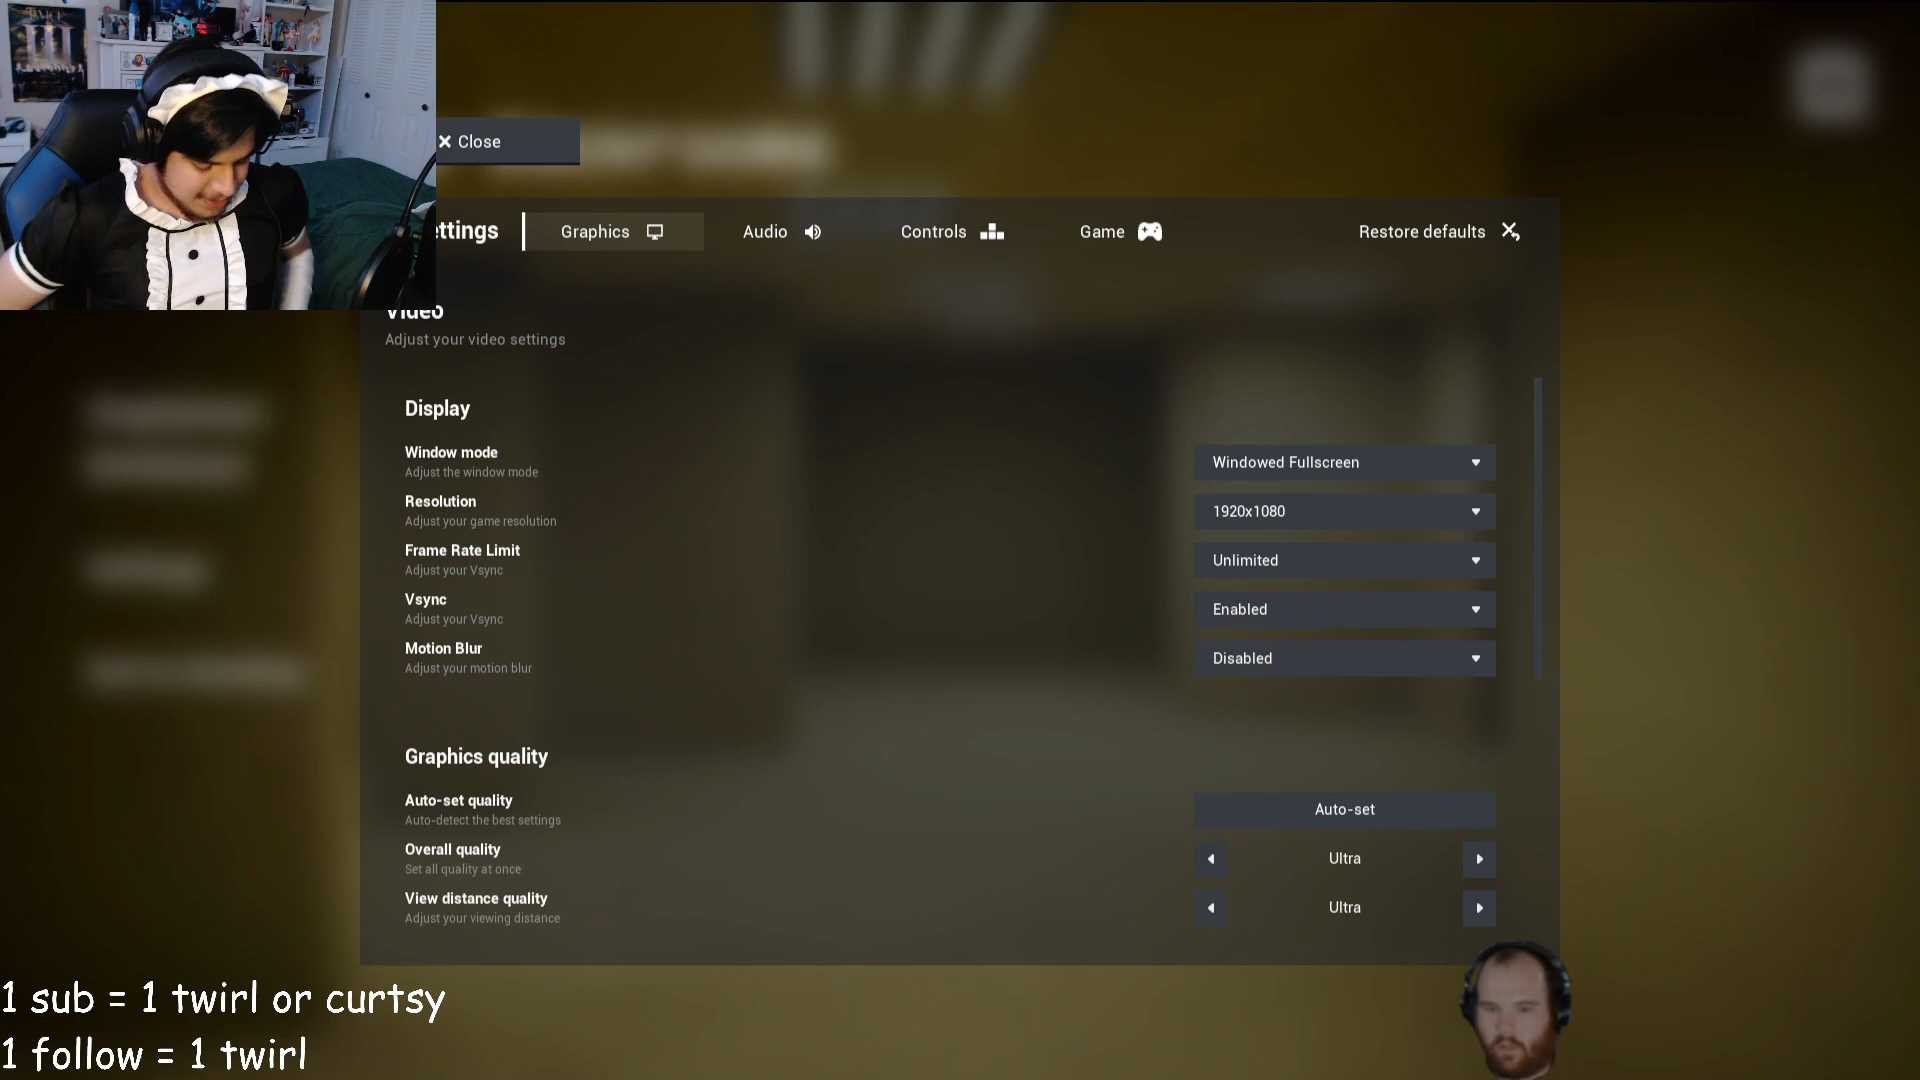 Close
ettings
Graphics
Audio
Controls
Game
Restore defaults
Video
Adjust your video settings
Display
Window mode
Adjust the window mode
Windowed Fullscreen
Resolution
Adjust your game resolution
1920x1080
Frame Rate Limit
Adjust your Vsync
Unlimited
Vsync
Adjust your Vsync
Enabled
Motion Blur
Adjust your motion blur
Disabled
Graphics quality
Auto-set quality
Auto-detect the best settings
Auto-set
Overall quality
Set all quality at once
Ultra
View distance quality
Adjust your viewing distance
Ultra
1 sub = 1 twirl or curtsy
1 follow = 1 twirl